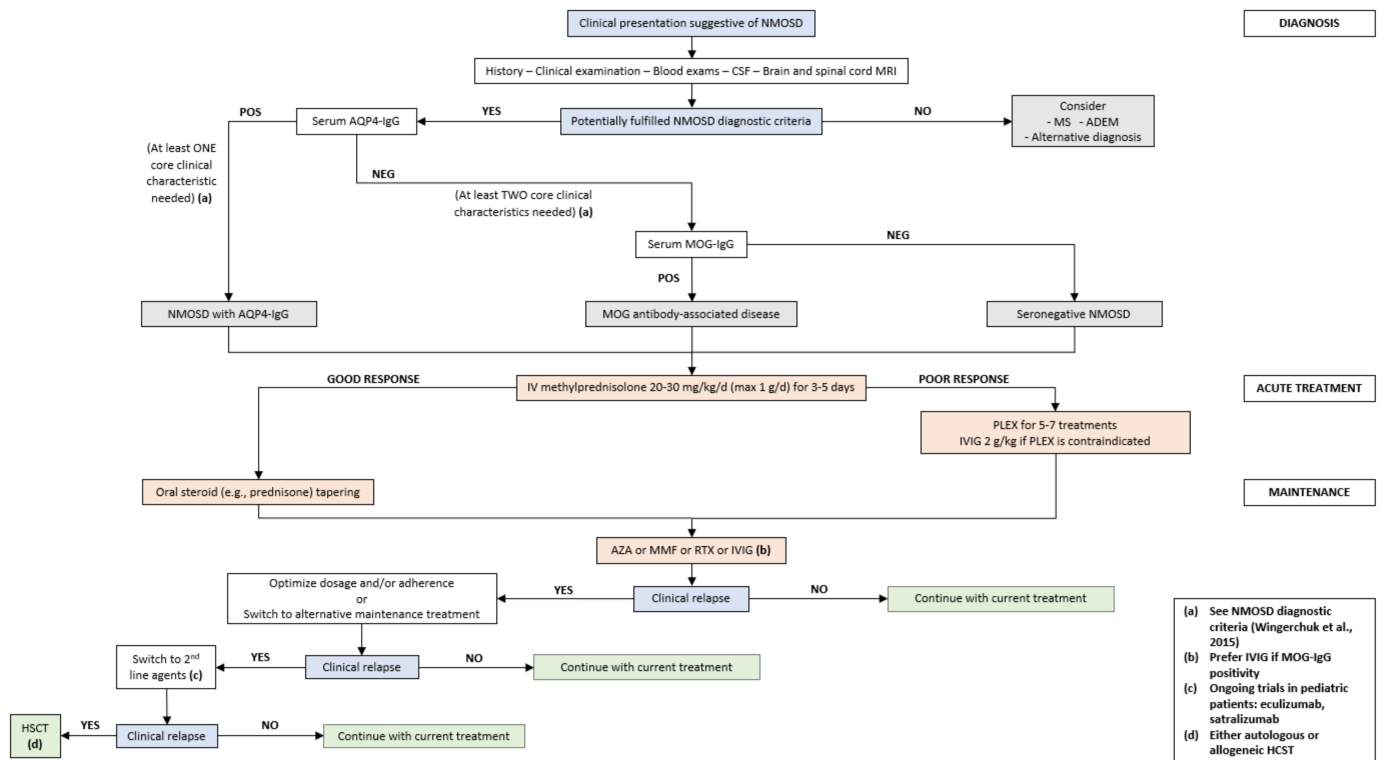 Clinical presentation suggestive of NMOSD
DIAGNOSIS
History – Clinical examination – Blood exams – CSF – Brain and spinal cord MRI
POS
Serum AQP4-IgG
YES
Potentially fulfilled NMOSD diagnostic criteria
NO
Consider
- MS - ADEM
- Alternative diagnosis
(At least ONE
core clinical
characteristic
needed) (a)
NEG
(At least TWO core clinical
characteristics needed) (a)
Serum MOG-IgG
NEG
POS
NMOSD with AQP4-IgG
MOG antibody-associated disease
Seronegative NMOSD
GOOD RESPONSE
IV methylprednisolone 20-30 mg/kg/d (max 1 g/d) for 3-5 days
POOR RESPONSE
ACUTE TREATMENT
PLEX for 5-7 treatments
IVIG 2 g/kg if PLEX is contraindicated
Oral steroid (e.g., prednisone) tapering
MAINTENANCE
AZA or MMF or RTX or IVIG (b)
Optimize dosage and/or adherence
or
Switch to alternative maintenance treatment
YES
Clinical relapse
NO
Continue with current treatment
Switch to 2nd
line agents (c)
YES
Clinical relapse
NO
Continue with current treatment
HSCT
(d)
YES
Clinical relapse
NO
Continue with current treatment
(a) See NMOSD diagnostic
criteria (Wingerchuk et al.,
2015)
(b) Prefer IVIG if MOG-IgG
positivity
(c) Ongoing trials in pediatric
patients: eculizumab,
satralizumab
(d) Either autologous or
allogeneic HCST